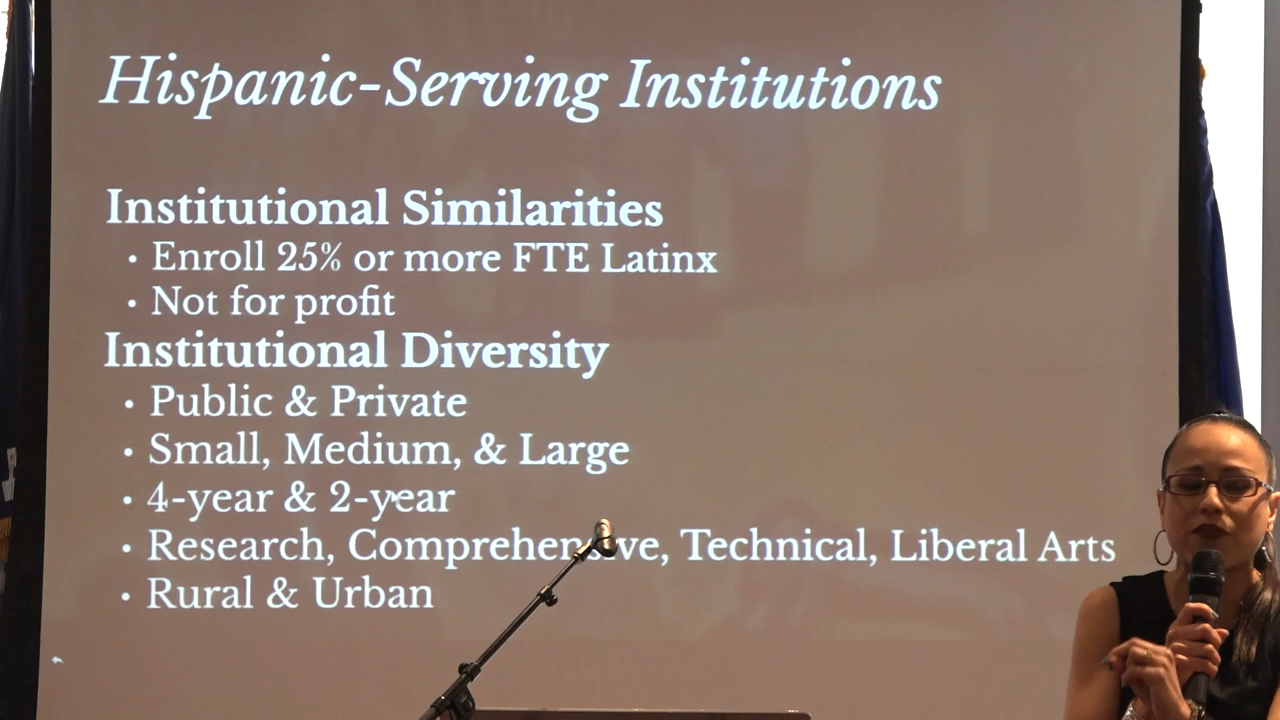 Hispanic-Serving Institutions
Institutional Similarities
• Enroll 25% or more FTE Latinx
• Not for profit
Institutional Diversity
• Public & Private
• Small, Medium, & Large
• 4-year & 2-year
• Research, Comprehensive, Technical, Liberal Arts
• Rural & Urban